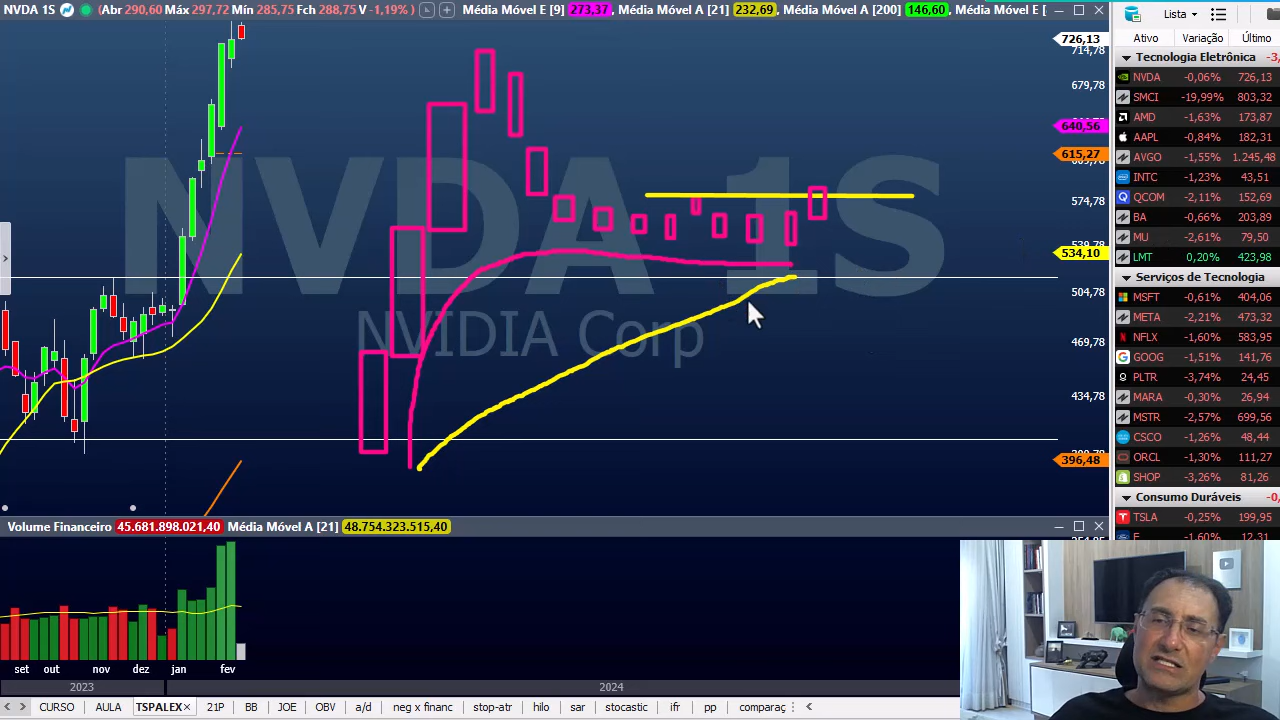 NVDA 1S (Abr 290,60 Máx 297,72 Mín 285,75 Fch 288,75 V -1,19%) Média Móvel E [9] 273,37 Média Móvel A [21] 232,69 Média Móvel A [200] 146,60 Média Móvel E [
NVDA 1S
NVIDIA Corp
726,13
714,78
679,78
640,56
615,27
574,78
534,10
504,78
469,78
434,78
396,48
Volume Financeiro 45.681.898.021,40 Média Móvel A [21] 48.754.323.515,40
set out nov dez jan fev
2023 2024
CURSO AULA TSPALEX 21P BB JOE OBV a/d neg x financ stop-atl hilo sar stocastic ifr pp comparaç
Lista
Ativo Variação Último
Tecnologia Eletrônica -3,
NVDA -0,06% 726,13
SMCI -19,99% 803,32
AMD -1,63% 173,87
AAPL -0,84% 182,31
AVGO -1,55% 1.245,48
INTC -1,23% 43,51
QCOM -2,11% 152,69
BA -0,66% 203,89
MU -2,61% 79,50
LMT 0,20% 423,98
Serviços de Tecnologia
MSFT -0,61% 404,06
META -2,21% 473,32
NFLX -1,60% 583,95
GOOG -1,51% 141,76
PLTR -3,74% 24,45
MARA -0,30% 26,94
MSTR -2,57% 699,56
CSCO -1,26% 48,44
ORCL -1,30% 111,27
SHOP -3,26% 81,26
Consumo Duráveis -0,
TSLA -0,25% 199,95
F -1,60% 12,31